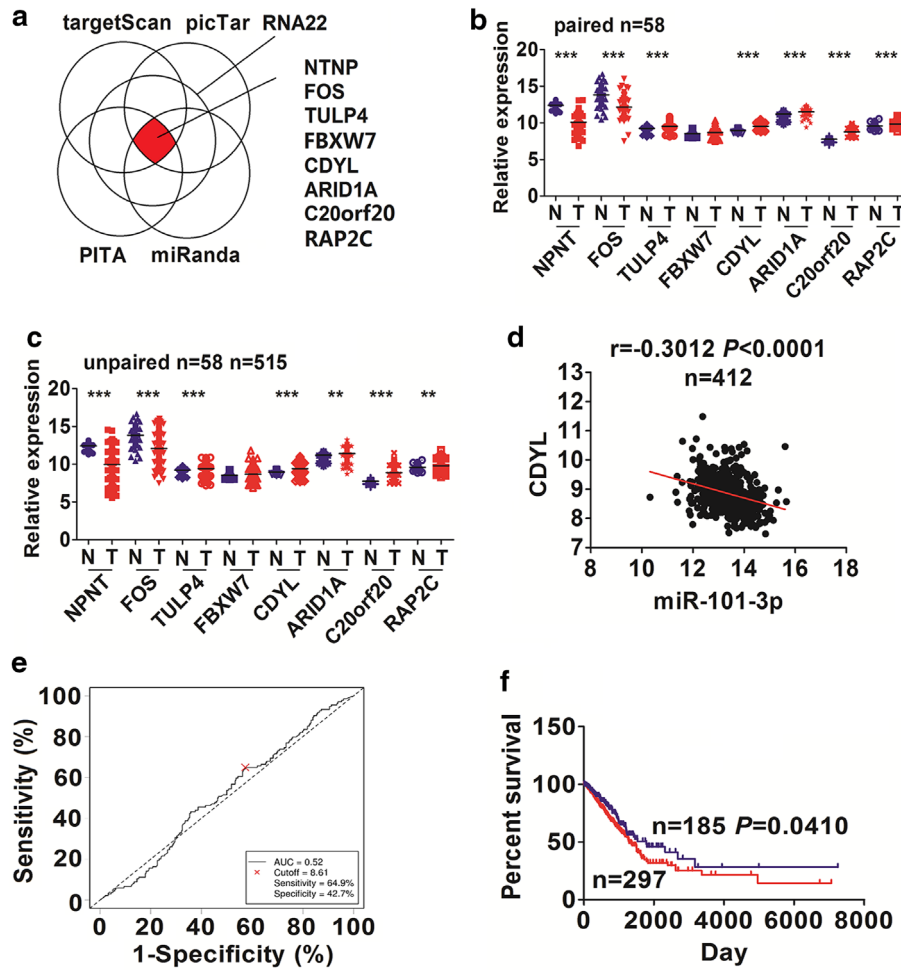 a
targetScan picTar RNA22
NTNP
FOS
TULP4
FBXW7
CDYL
ARID1A
C20orf20
RAP2C
PITA miRanda
b
paired n=58
Relative expression
20
15
10
5
0
*** *** *** *** *** *** ***
N T N T N T N T N T N T N T N T
NPNT FOS TULP4 FBXW7 CDYL ARID1A C20orf20 RAP2C
c
unpaired n=58 n=515
Relative expression
20
15
10
5
0
*** *** *** *** ** *** **
N T N T N T N T N T N T N T N T
NPNT FOS TULP4 FBXW7 CDYL ARID1A C20orf20 RAP2C
d
r=-0.3012 P<0.0001
n=412
CDYL
13
12
11
10
9
8
7
8 10 12 14 16 18
miR-101-3p
e
Sensitivity (%)
100
80
60
40
20
0
AUC = 0.52
× Cutoff = 8.61
Sensitivity = 64.9%
Specificity = 42.7%
0 20 40 60 80 100
1-Specificity (%)
f
Percent survival
150
100
50
0
n=185 P=0.0410
n=297
0 2000 4000 6000 8000
Day